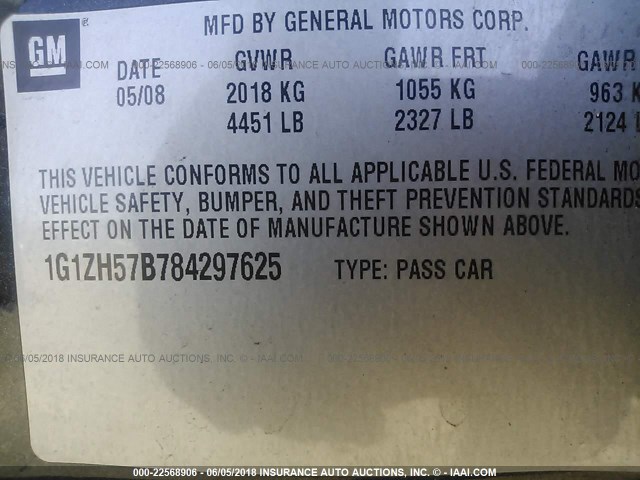 MFD BY GENERAL MOTORS CORP.
GM ®
DATE GVWR GAWR FRT GAWR
05/08 2018 KG 1055 KG 963 K
4451 LB 2327 LB 2124
THIS VEHICLE CONFORMS TO ALL APPLICABLE U.S. FEDERAL MO
VEHICLE SAFETY, BUMPER, AND THEFT PREVENTION STANDARDS
EFFECT ON THE DATE OF MANUFACTURE SHOWN ABOVE.
1G1ZH57B784297625 TYPE: PASS CAR
000-22568906 - 06/05/2018 INSURANCE AUTO AUCTIONS, INC. © - IAAI.COM